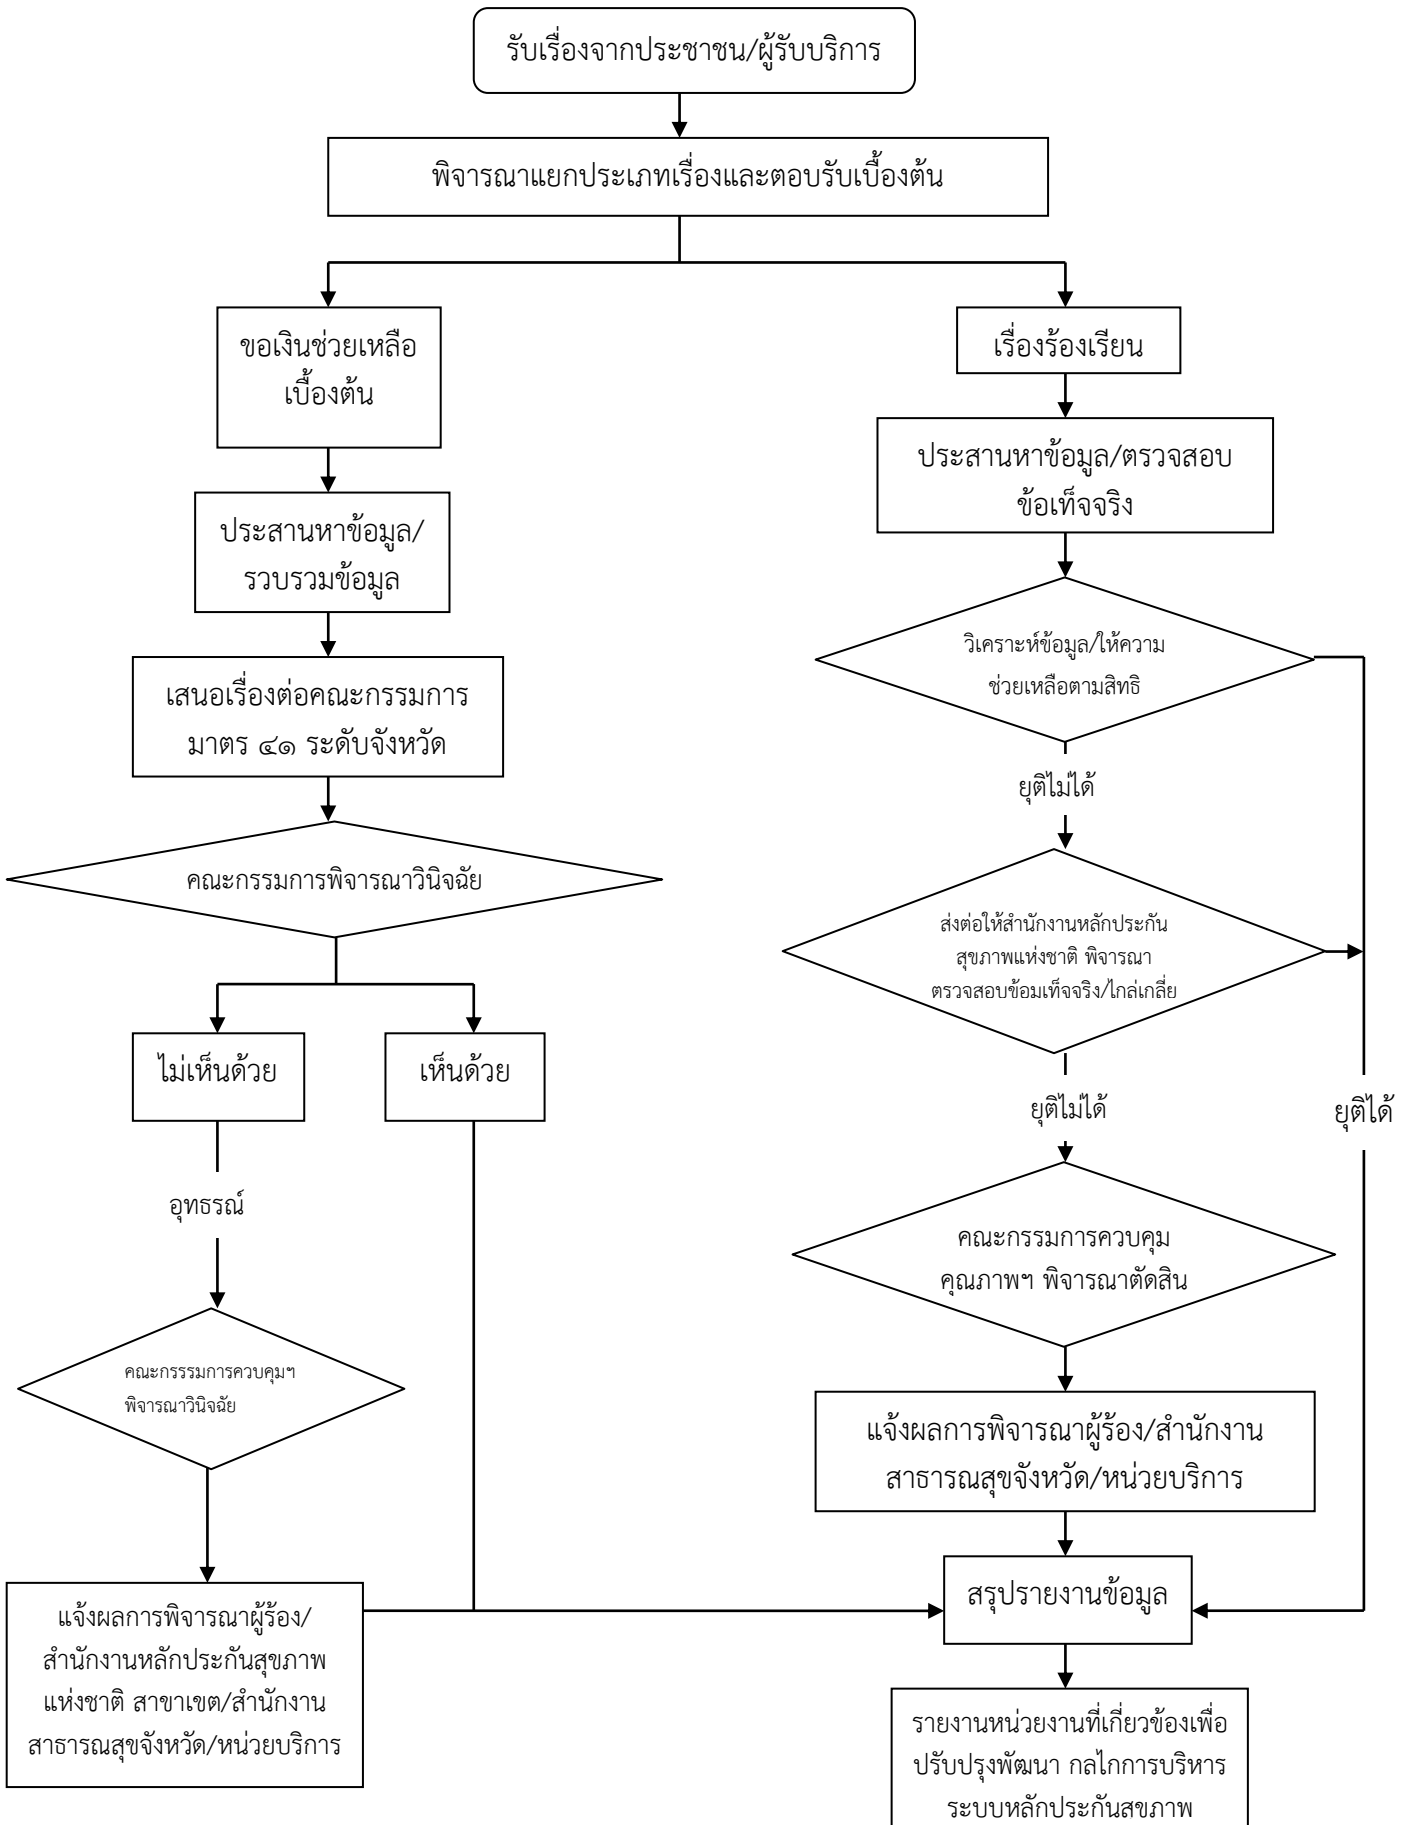 รับเรื่องจากประชาชน/ผู้รับบริการ
พิจารณาแยกประเภทเรื่องและตอบรับเบื้องต้น
ขอเงินช่วยเหลือ
เบื้องต้น
ประสานหาข้อมูล/
รวบรวมข้อมูล
เสนอเรื่องต่อคณะกรรมการ
มาตร ๔๑ ระดับจังหวัด
คณะกรรมการพิจารณาวินิจฉัย
ไม่เห็นด้วย
เห็นด้วย
อุทธรณ์
คณะกรรรมการควบคุมฯ
พิจารณาวินิจฉัย
แจ้งผลการพิจารณาผู้ร้อง/
สำนักงานหลักประกันสุขภาพ
แห่งชาติ สาขาเขต/สำนักงาน
สาธารณสุขจังหวัด/หน่วยบริการ
เรื่องร้องเรียน
ประสานหาข้อมูล/ตรวจสอบ
ข้อเท็จจริง
วิเคราะห์ข้อมูล/ให้ความ
ช่วยเหลือตามสิทธิ
ยุติไม่ได้
ส่งต่อให้สำนักงานหลักประกัน
สุขภาพแห่งชาติ พิจารณา
ตรวจสอบข้อมเท็จจริง/ไกล่เกลี่ย
ยุติไม่ได้
ยุติได้
คณะกรรมการควบคุม
คุณภาพฯ พิจารณาตัดสิน
แจ้งผลการพิจารณาผู้ร้อง/สำนักงาน
สาธารณสุขจังหวัด/หน่วยบริการ
สรุปรายงานข้อมูล
รายงานหน่วยงานที่เกี่ยวข้องเพื่อ
ปรับปรุงพัฒนา กลไกการบริหาร
ระบบหลักประกันสุขภาพ